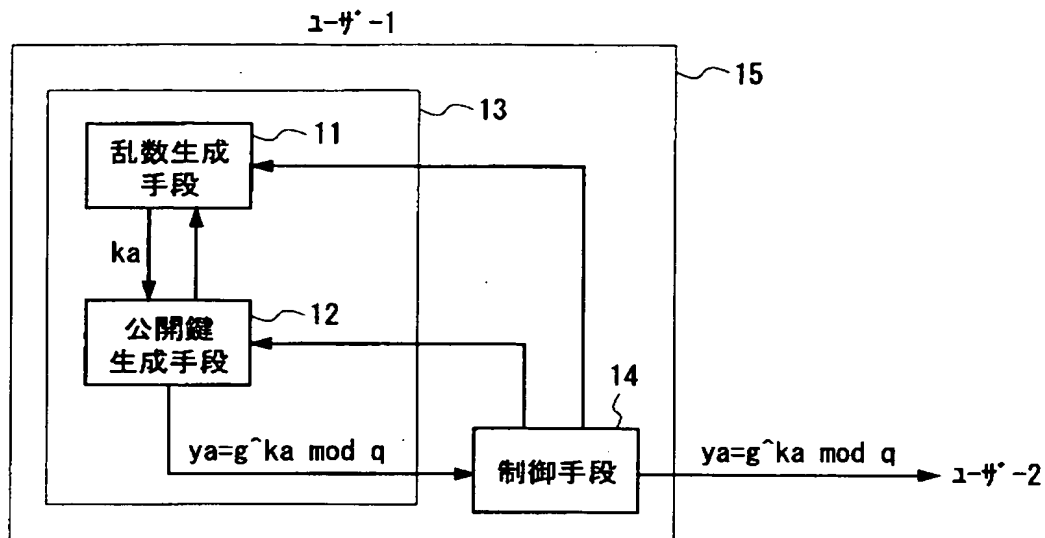 ﾕｰｻﾞｰ1
15
13
11
乱数生成
手段
ka
12
公開鍵
生成手段
14
ya=g^ka mod q
制御手段
ya=g^ka mod q
ﾕｰｻﾞｰ2